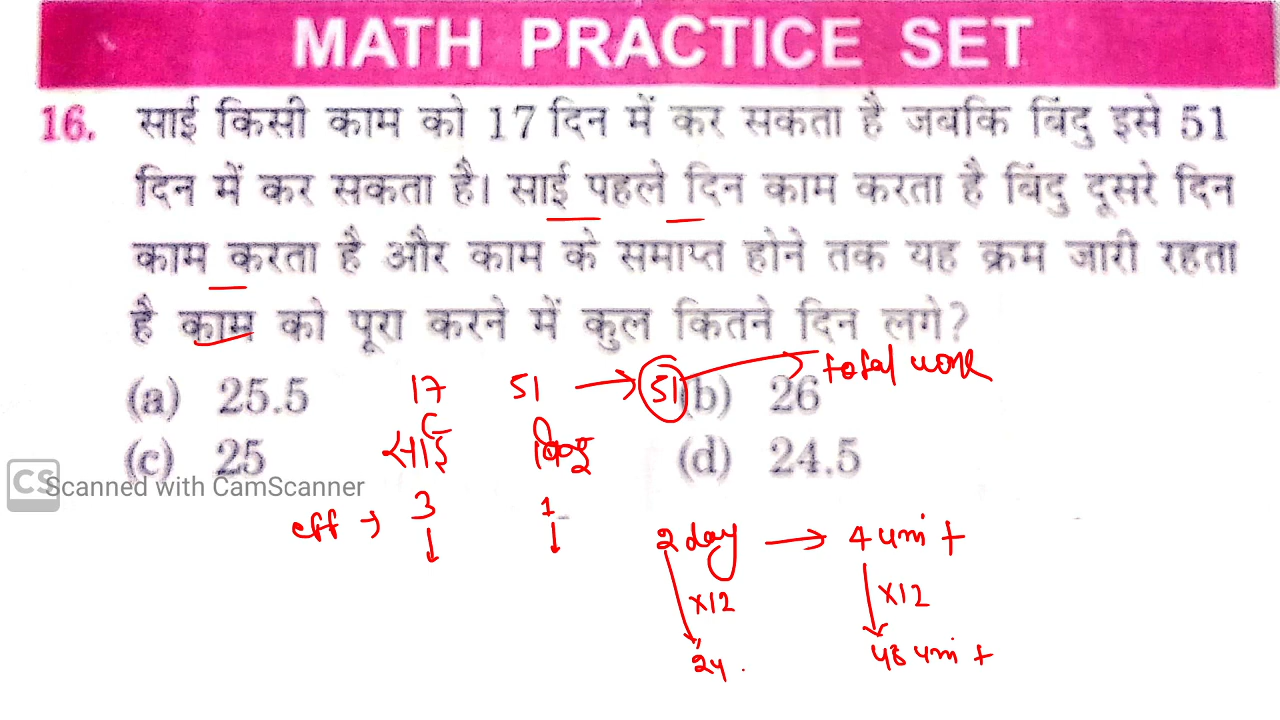 MATH PRACTICE SET
16. साई किसी काम को 17 दिन में कर सकता है जबकि बिंदु इसे 51
दिन में कर सकता है। साई पहले दिन काम करता है बिंदु दूसरे दिन
काम करता है और काम के समाप्त होने तक यह क्रम जारी रहता
है काम को पूरा करने में कुल कितने दिन लगे?
(a) 25.5 (b) 26
17 51 → 51 → total work
(c) 25 (d) 24.5
साई बिंदु
CS Scanned with CamScanner
eff → 3 1
2 day → 4 unit
×12 ×12
24. 48 unit